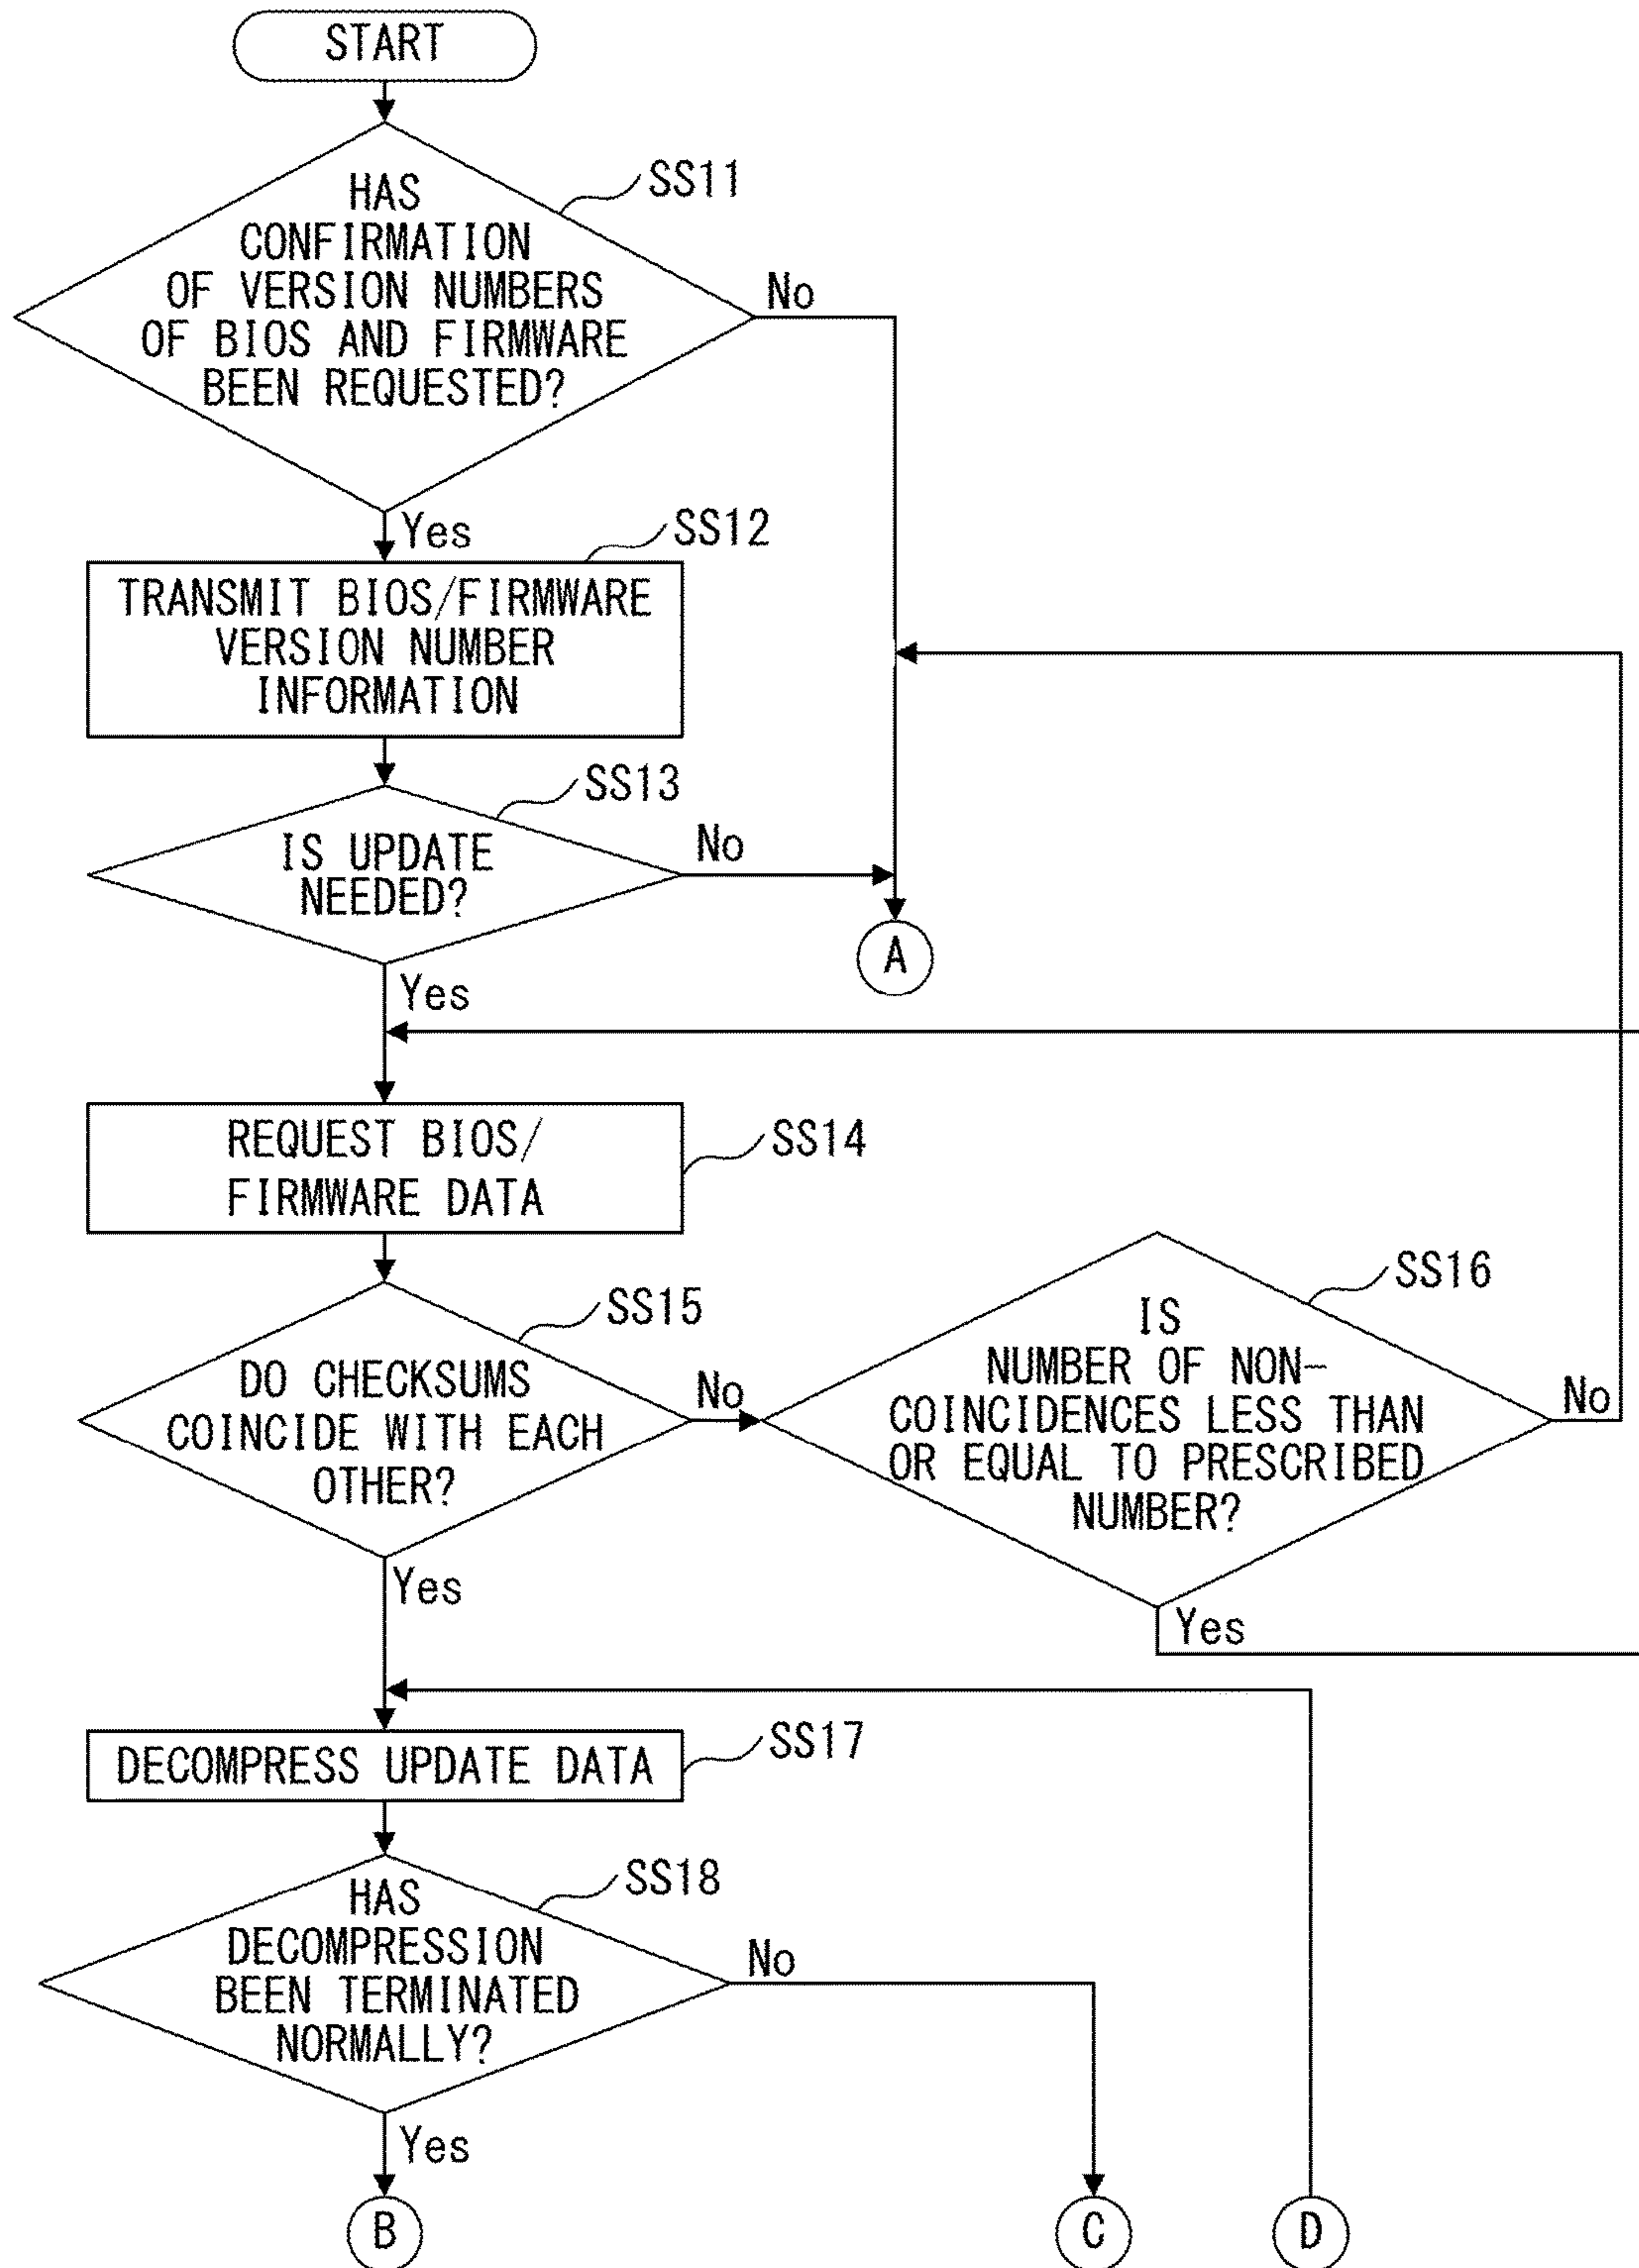 START
SS11
HAS
CONFIRMATION
OF VERSION NUMBERS
OF BIOS AND FIRMWARE
BEEN REQUESTED?
No
Yes
SS12
TRANSMIT BIOS/FIRMWARE
VERSION NUMBER
INFORMATION
SS13
IS UPDATE
NEEDED?
No
A
Yes
REQUEST BIOS/
FIRMWARE DATA
SS14
SS15
DO CHECKSUMS
COINCIDE WITH EACH
OTHER?
No
SS16
IS
NUMBER OF NON-
COINCIDENCES LESS THAN
OR EQUAL TO PRESCRIBED
NUMBER?
No
Yes
Yes
DECOMPRESS UPDATE DATA
SS17
SS18
HAS
DECOMPRESSION
BEEN TERMINATED
NORMALLY?
No
Yes
B
C
D